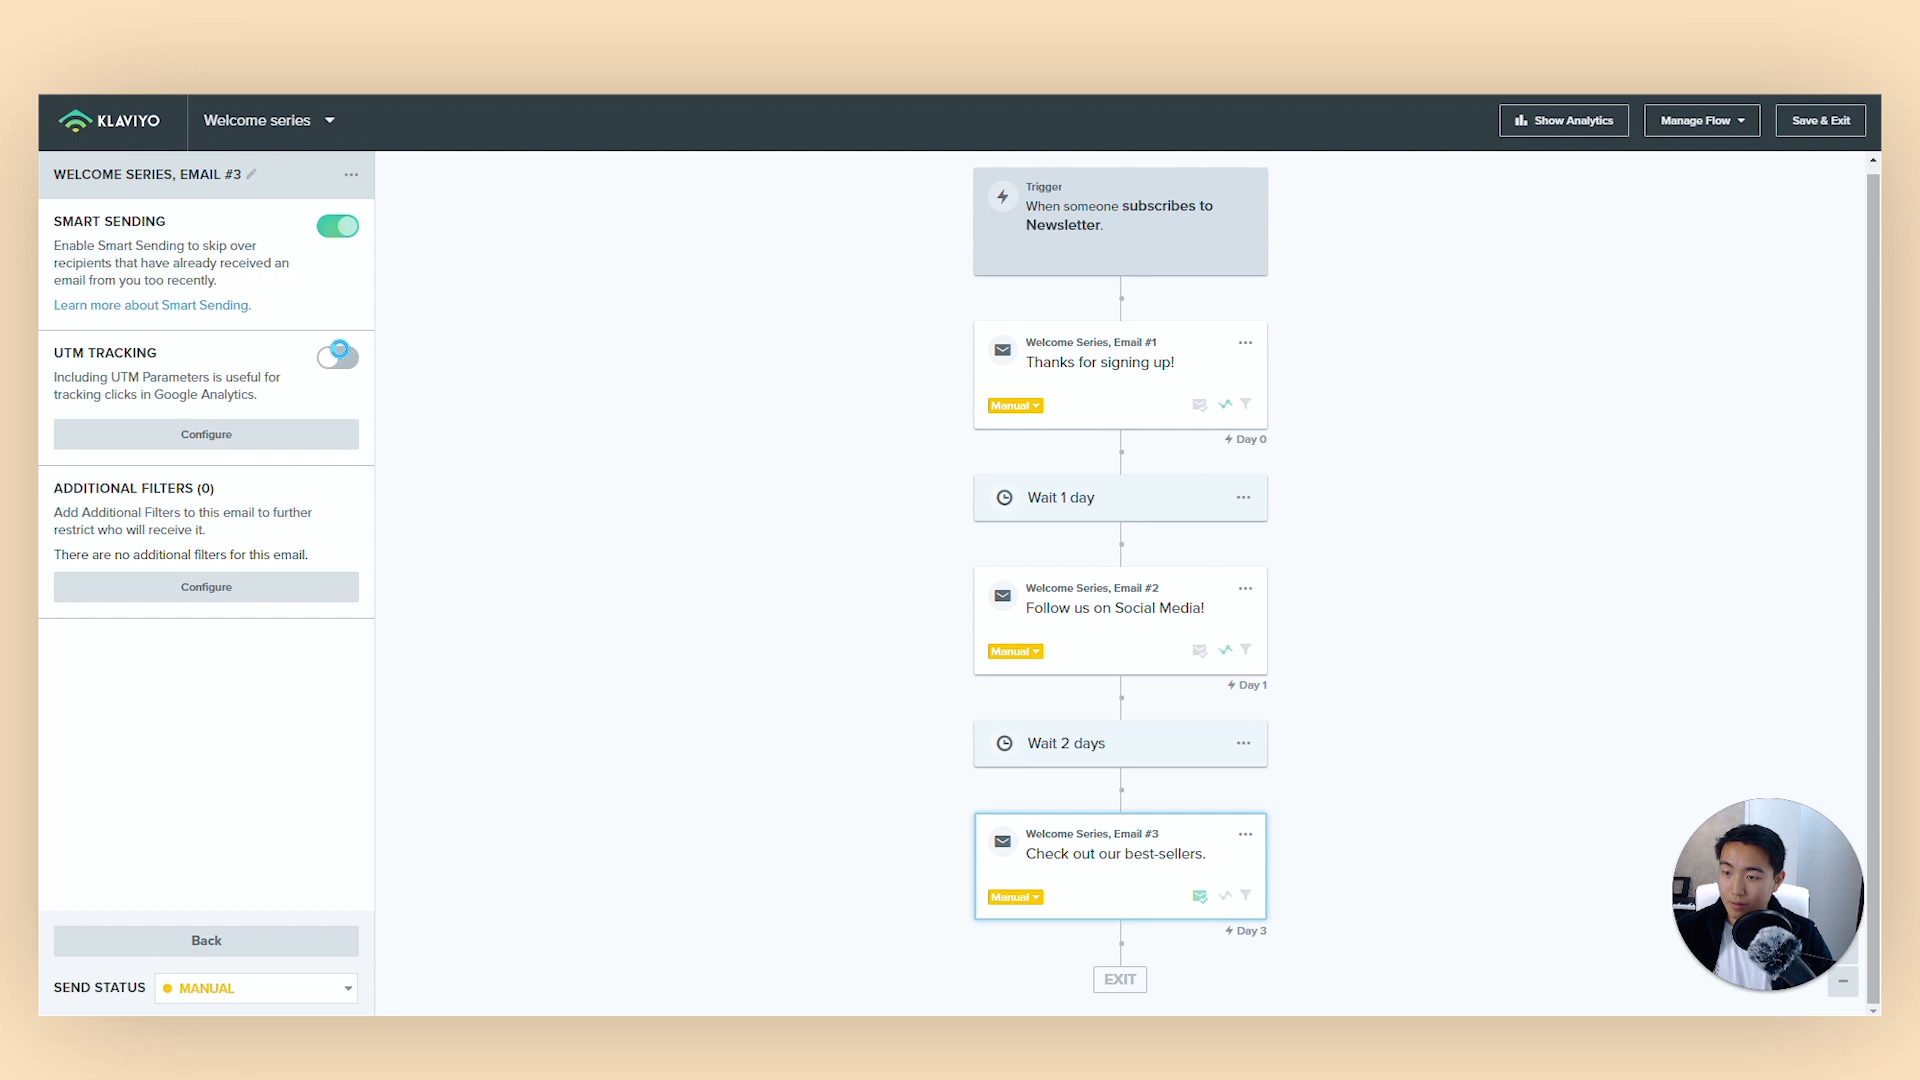 KLAVIYO
Welcome series
Show Analytics
Manage Flow
Save & Exit
WELCOME SERIES, EMAIL #3
SMART SENDING
Enable Smart Sending to skip over
recipients that have already received an
email from you too recently.
Learn more about Smart Sending.
UTM TRACKING
Including UTM Parameters is useful for
tracking clicks in Google Analytics.
Configure
ADDITIONAL FILTERS (0)
Add Additional Filters to this email to further
restrict who will receive it.
There are no additional filters for this email.
Configure
Back
SEND STATUS
MANUAL
Trigger
When someone subscribes to
Newsletter.
Welcome Series, Email #1
Thanks for signing up!
Manual
Day 0
Wait 1 day
Welcome Series, Email #2
Follow us on Social Media!
Manual
Day 1
Wait 2 days
Welcome Series, Email #3
Check out our best-sellers.
Manual
Day 3
EXIT